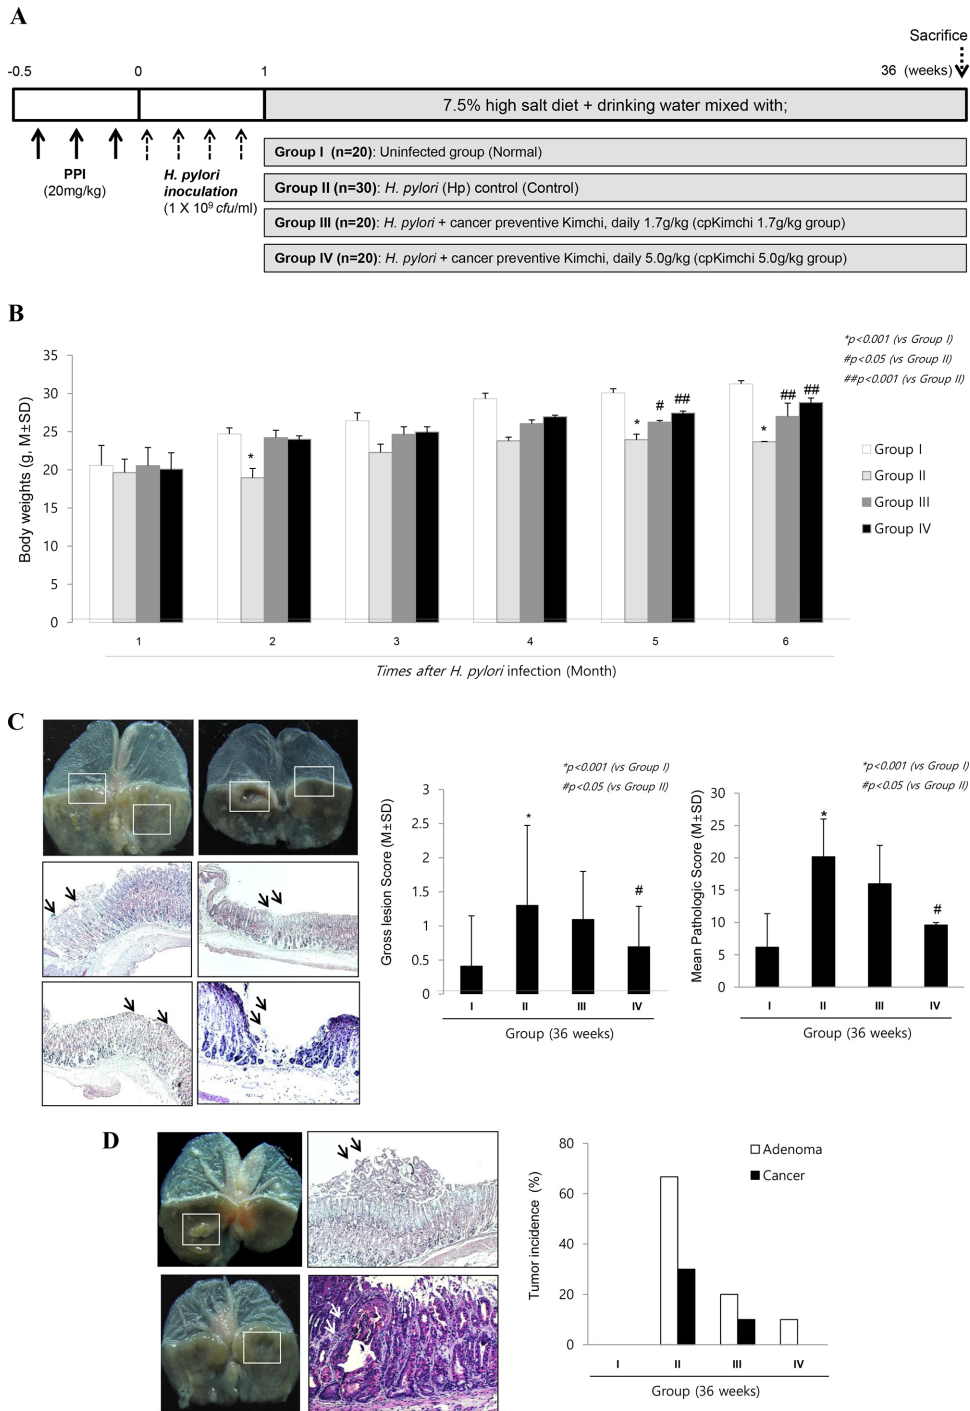 A
Sacrifice
-0.5 0 1 36 (weeks)
7.5% high salt diet + drinking water mixed with;
PPI
(20mg/kg)
H. pylori
inoculation
(1 X 10⁹ cfu/ml)
Group I (n=20): Uninfected group (Normal)
Group II (n=30): H. pylori (Hp) control (Control)
Group III (n=20): H. pylori + cancer preventive Kimchi, daily 1.7g/kg (cpKimchi 1.7g/kg group)
Group IV (n=20): H. pylori + cancer preventive Kimchi, daily 5.0g/kg (cpKimchi 5.0g/kg group)
B
*p<0.001 (vs Group I)
#p<0.05 (vs Group II)
##p<0.001 (vs Group II)
Body weights (g, M±SD)
35
30
25
20
15
10
5
0
*
* # ##
* ## ##
Group I
Group II
Group III
Group IV
1 2 3 4 5 6
Times after H. pylori infection (Month)
C
*p<0.001 (vs Group I)
#p<0.05 (vs Group II)
Gross lesion Score (M±SD)
3
2.5
2
1.5
1
0.5
0
* #
I II III IV
Group (36 weeks)
*p<0.001 (vs Group I)
#p<0.05 (vs Group II)
Mean Pathologic Score (M±SD)
30
25
20
15
10
5
0
* #
I II III IV
Group (36 weeks)
D
Tumor incidence (%)
80
60
40
20
0
Adenoma
Cancer
I II III IV
Group (36 weeks)